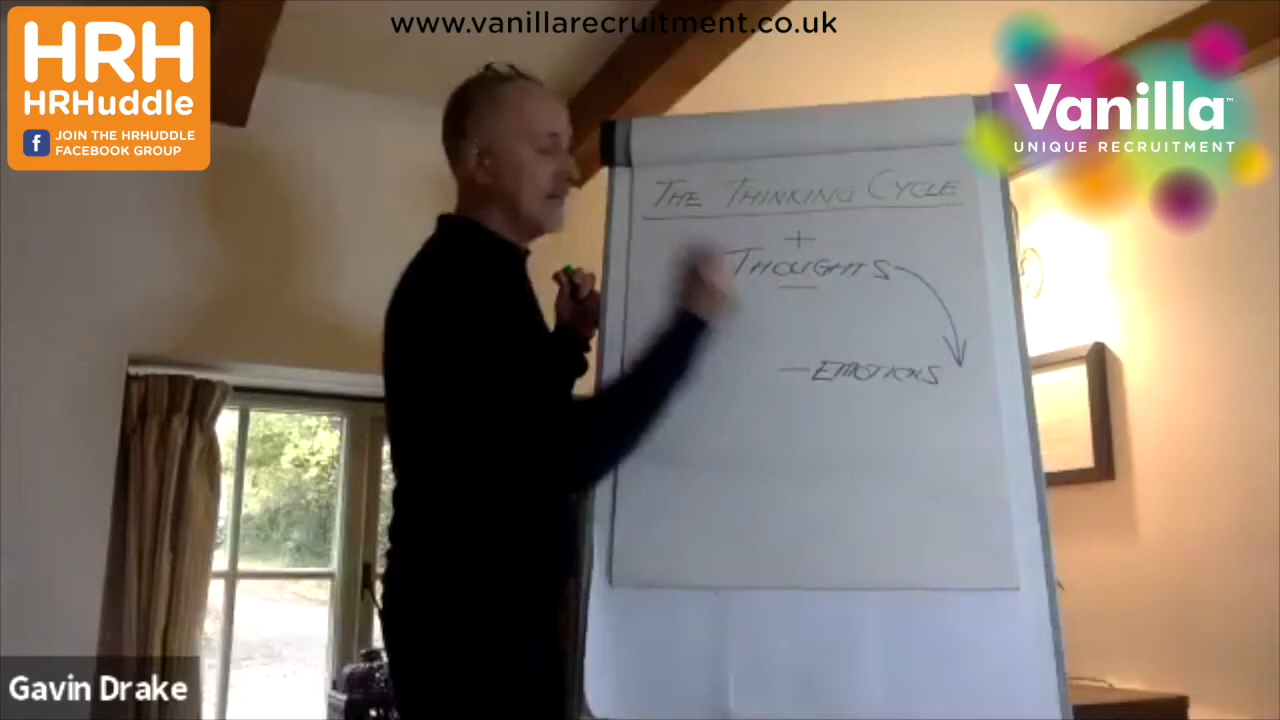 www.vanillarecruitment.co.uk
HRH
HRHuddle
f
JOIN THE HRHUDDLE
FACEBOOK GROUP
Vanilla™
UNIQUE RECRUITMENT
THE THINKING CYCLE
+
THOUGHTS
— EMOTIONS
Gavin Drake